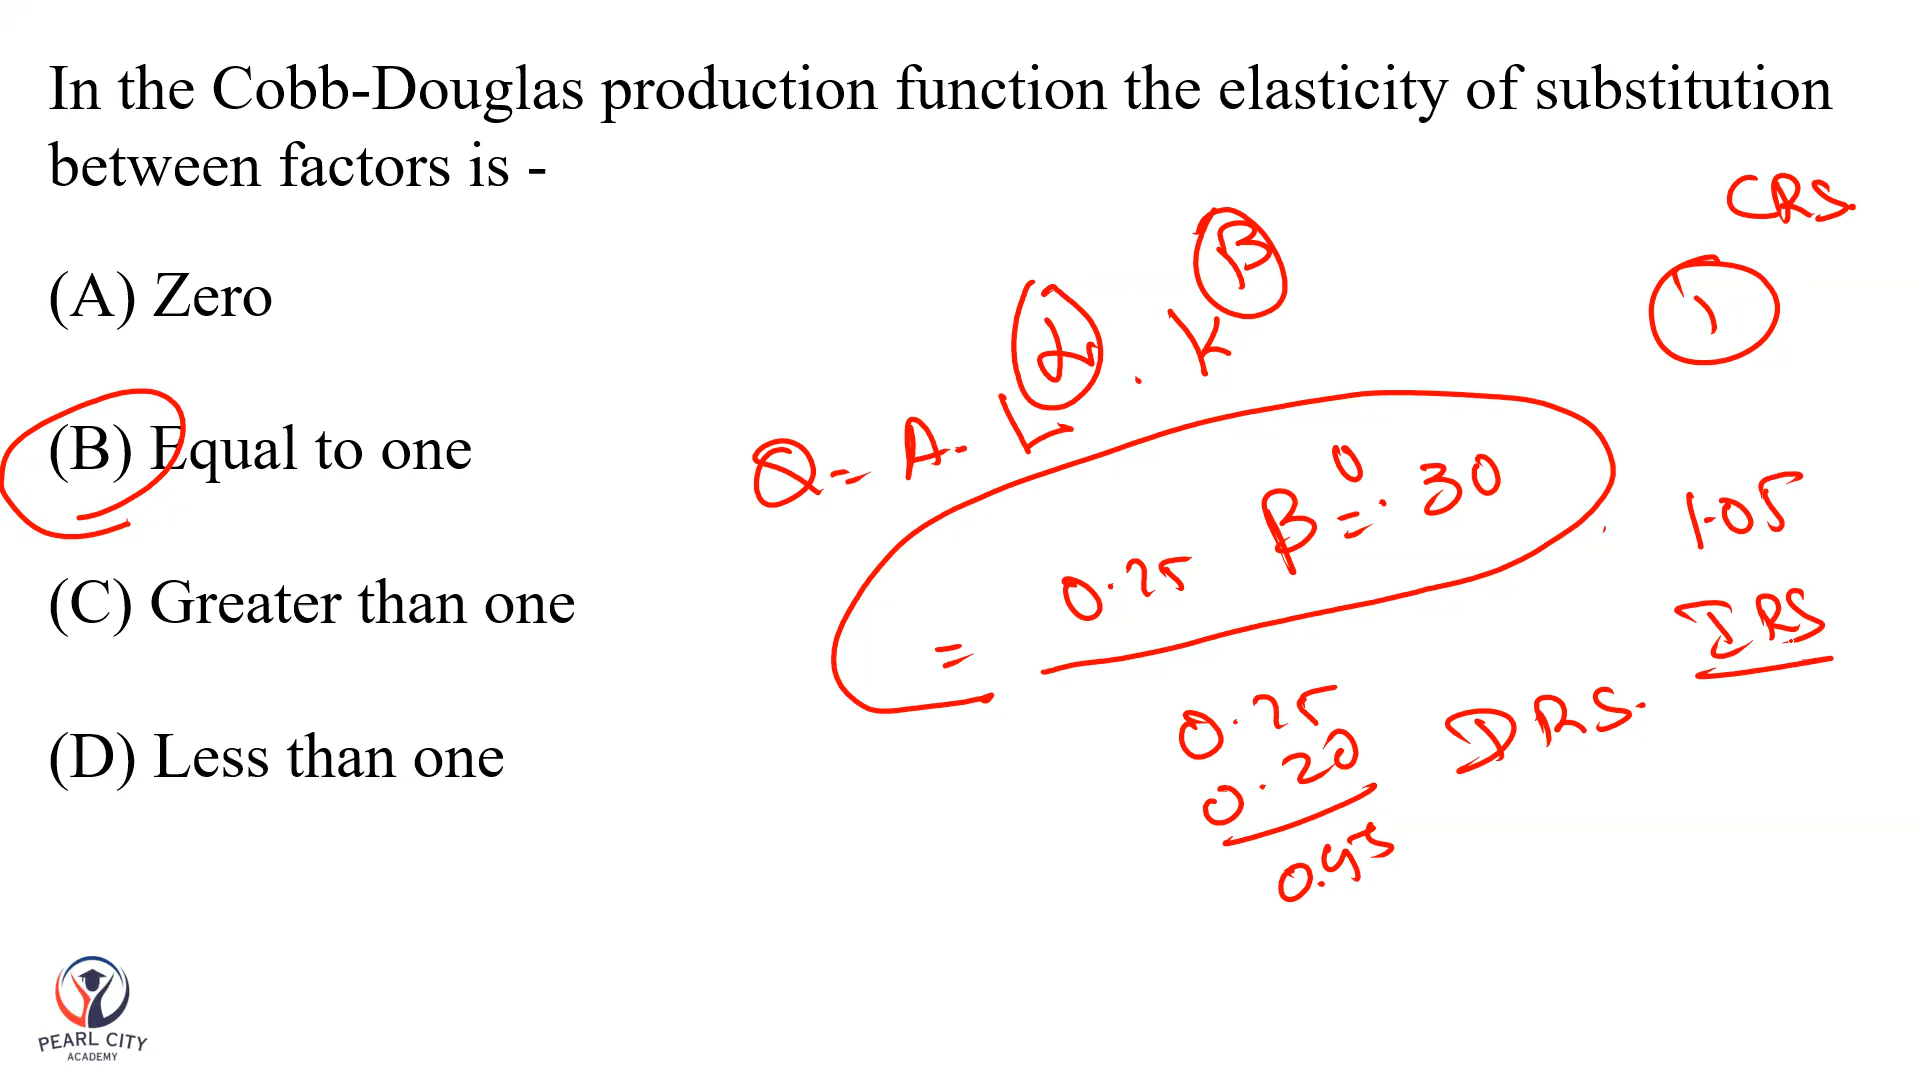 In the Cobb-Douglas production function the elasticity of substitution
between factors is -
CRS.
(A) Zero
1
Q = A. L^α . K^β
(B) Equal to one
β = 0.30
1.05
0.25
=
(C) Greater than one
IRS
0.25
DRS.
0.20
(D) Less than one
0.45
PEARL CITY
ACADEMY